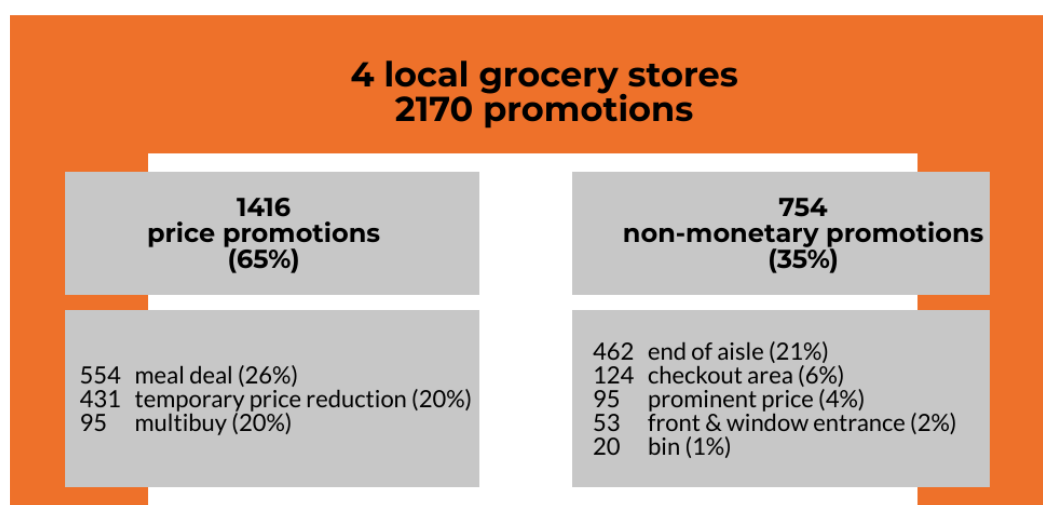 4 local grocery stores
2170 promotions
1416
price promotions
(65%)
754
non-monetary promotions
(35%)
554 meal deal (26%)
431 temporary price reduction (20%)
95 multibuy (20%)
462 end of aisle (21%)
124 checkout area (6%)
95 prominent price (4%)
53 front & window entrance (2%)
20 bin (1%)